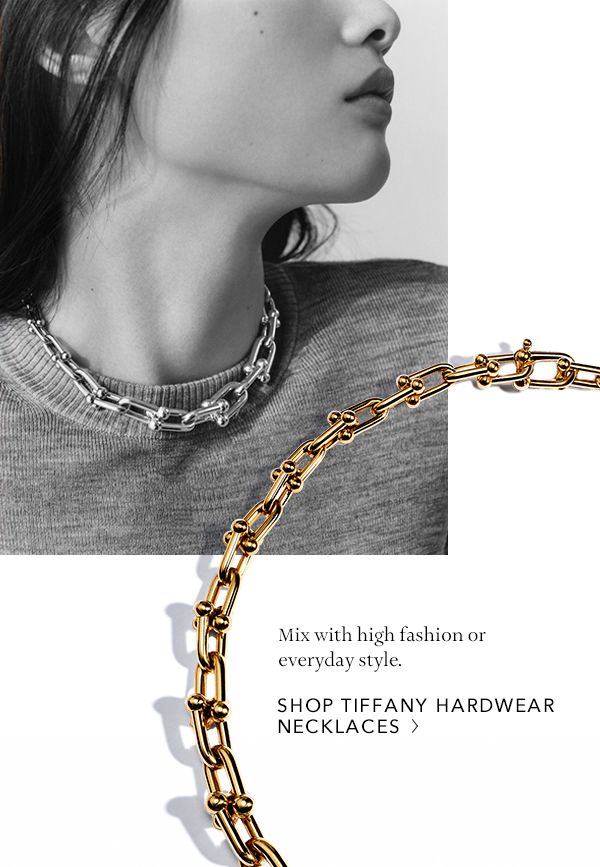 Mix with high fashion or
everyday style.
SHOP TIFFANY HARDWEAR
NECKLACES >